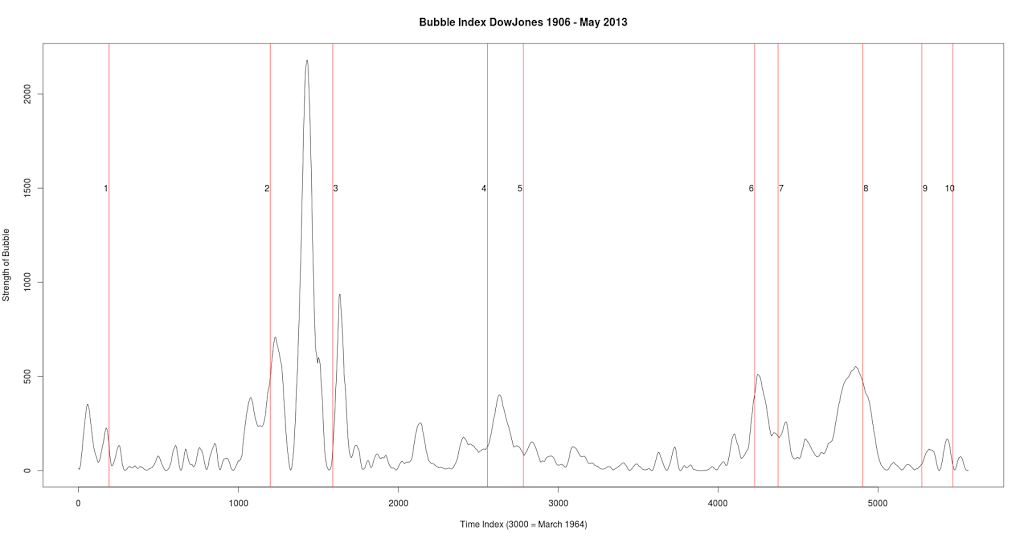 Bubble Index DowJones 1906 - May 2013
Strength of Bubble
2000
1500
1000
500
0
1 2 3 4 5 6 7 8 9 10
0 1000 2000 3000 4000 5000
Time Index (3000 = March 1964)